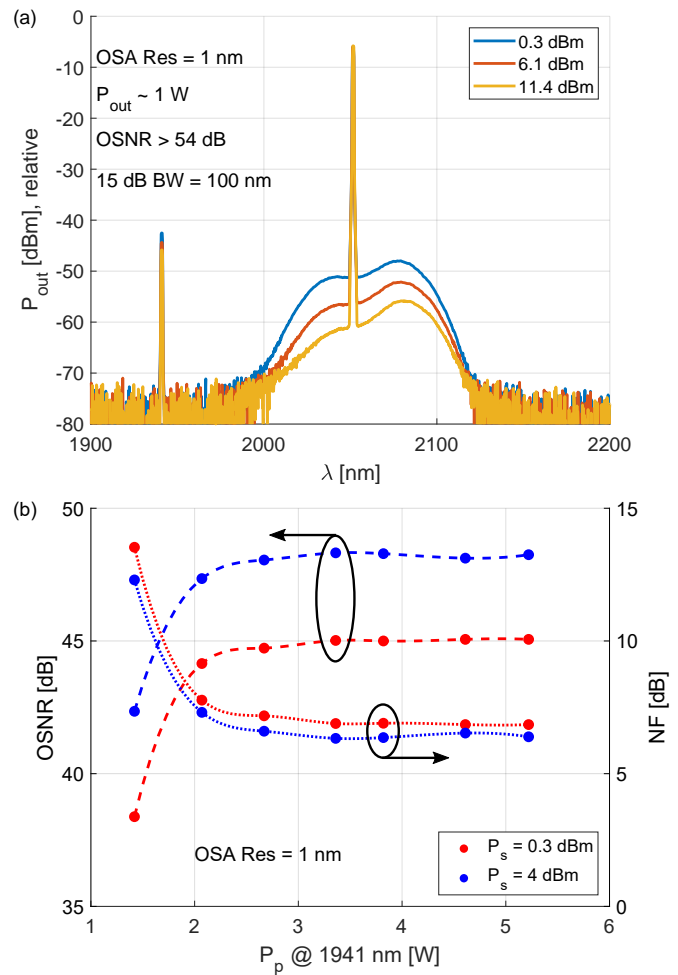 (a)
0
-10
-20
-30
-40
-50
-60
-70
-80
P_out [dBm], relative
OSA Res = 1 nm
P_out ~ 1 W
OSNR > 54 dB
15 dB BW = 100 nm
0.3 dBm
6.1 dBm
11.4 dBm
1900 2000 2100 2200
λ [nm]
(b)
50
45
41
35
OSNR [dB]
15
10
5
0
NF [dB]
OSA Res = 1 nm
P_s = 0.3 dBm
P_s = 4 dBm
1 2 3 4 5 6
P_p @ 1941 nm [W]